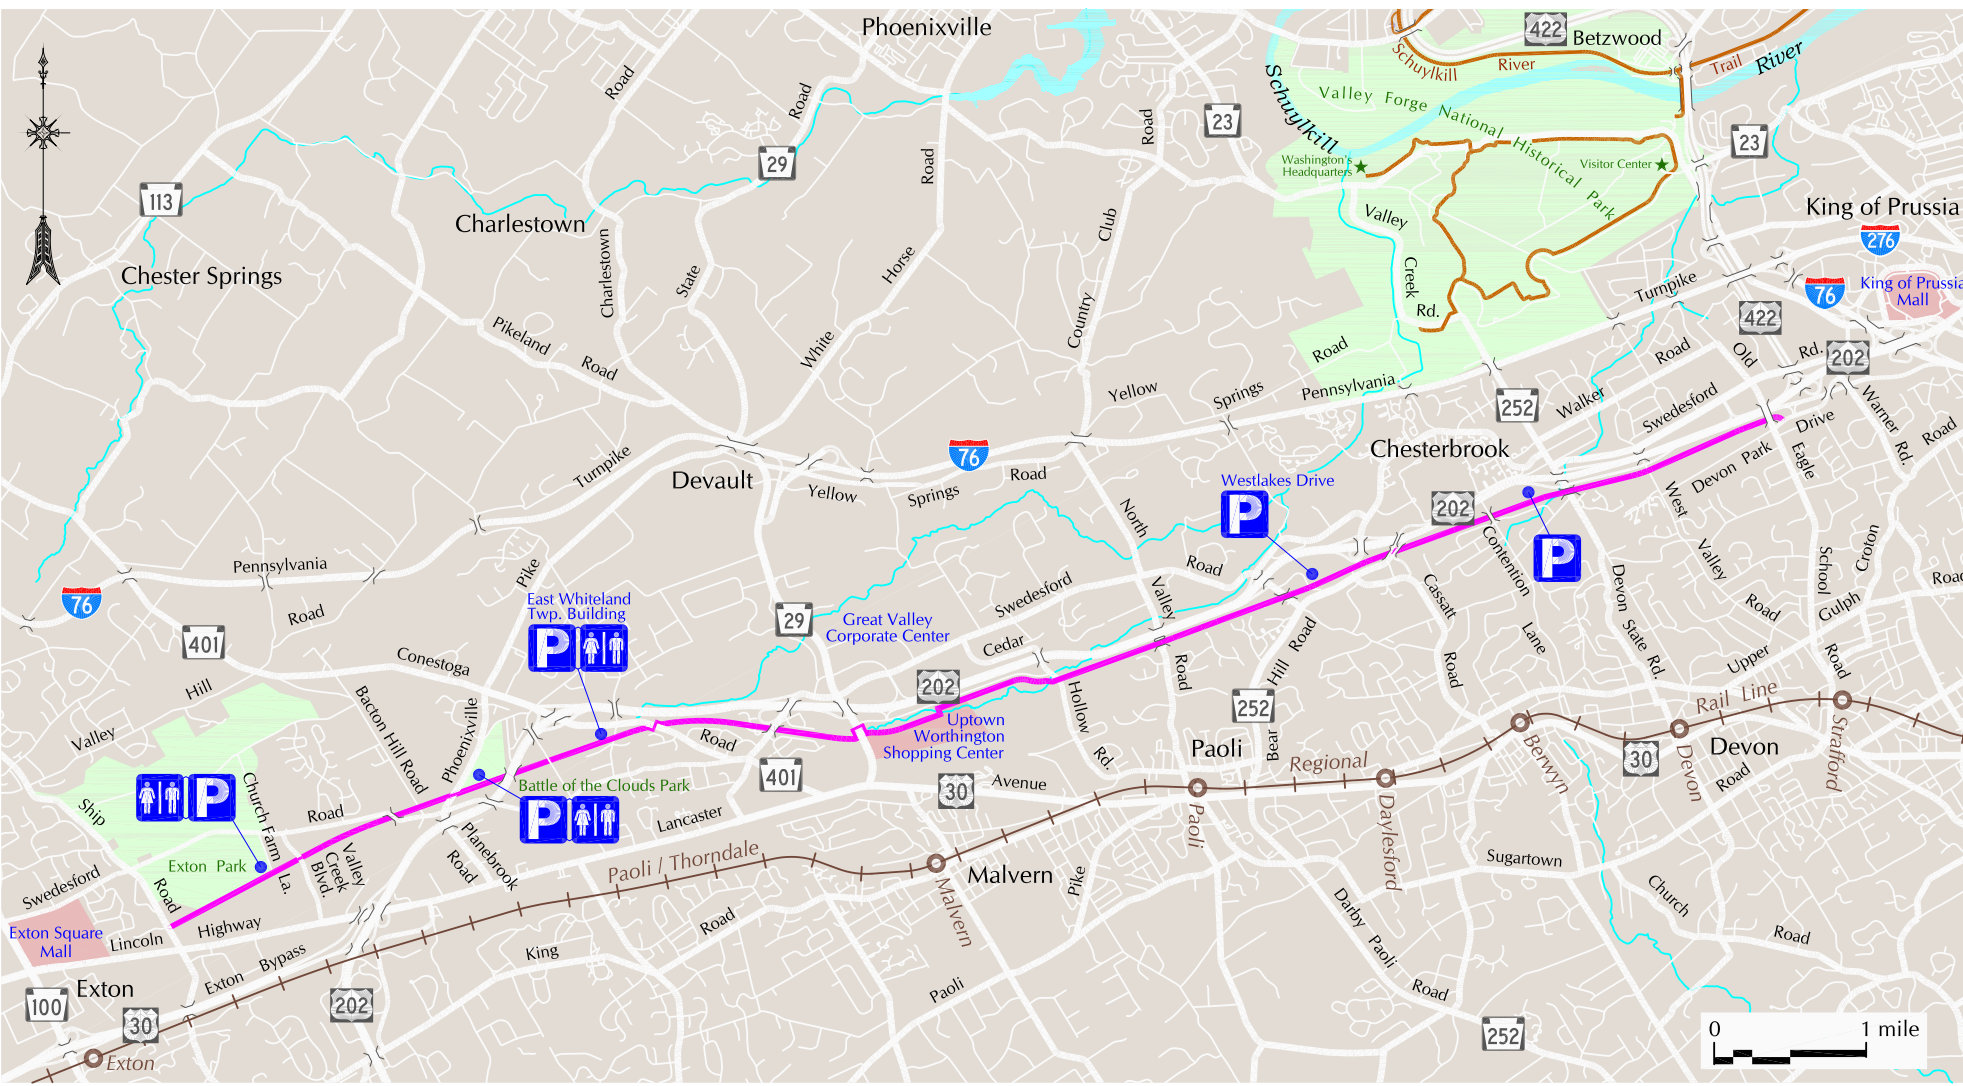 Phoenixville
422
Betzwood
Schuylkill
River
Trail
River
Schuylkill
Valley Forge National Historical Park
Road
Road
Road
Road
23
23
29
Washington's
Headquarters
Visitor Center
113
Charlestown
Chester Springs
Charlestown
State
Horse
White
Club
Country
Valley
Creek
Rd.
King of Prussia
276
76
King of Prussia
Mall
Turnpike
422
Old
Rd.
202
Pikeland
Road
Road
Yellow
Springs
Pennsylvania
252
Walker
Road
Swedesford
Warner
Rd.
Road
Drive
Devon Park
Eagle
Chesterbrook
Turnpike
Devault
76
Yellow
Springs
Road
Westlakes Drive
P
202
North
West
Croton
Contention
P
Pennsylvania
Road
76
Pike
East Whiteland
Twp. Building
P
29
Great Valley
Corporate Center
Swedesford
Road
Valley
Cassatt
Devon State Rd.
Valley
Road
School
Gulph
Road
401
Conestoga
Hill
Valley
Cedar
Road
Hill Road
Road
Lane
Upper
Road
202
Bacton Hill Road
Phoenixville
Hollow
Rd.
252
Bear
Rail Line
Road
Uptown
Worthington
Shopping Center
401
Paoli
Regional
Berwyn
30
Devon
Devon
Strafford
Road
P
Church Farm
La.
Ship
Road
Road
Battle of the Clouds Park
P
30
Avenue
Lancaster
Paoli
Daylesford
Exton Park
Valley
Creek
Blvd.
Planebrook
Road
Paoli / Thorndale
Malvern
Malvern
Pike
Sugartown
Church
Road
Swedesford
Exton Square
Mall
Lincoln
Highway
Exton Bypass
King
Road
Paoli
Darby Paoli
Road
Exton
100
30
202
252
Exton
0
1 mile